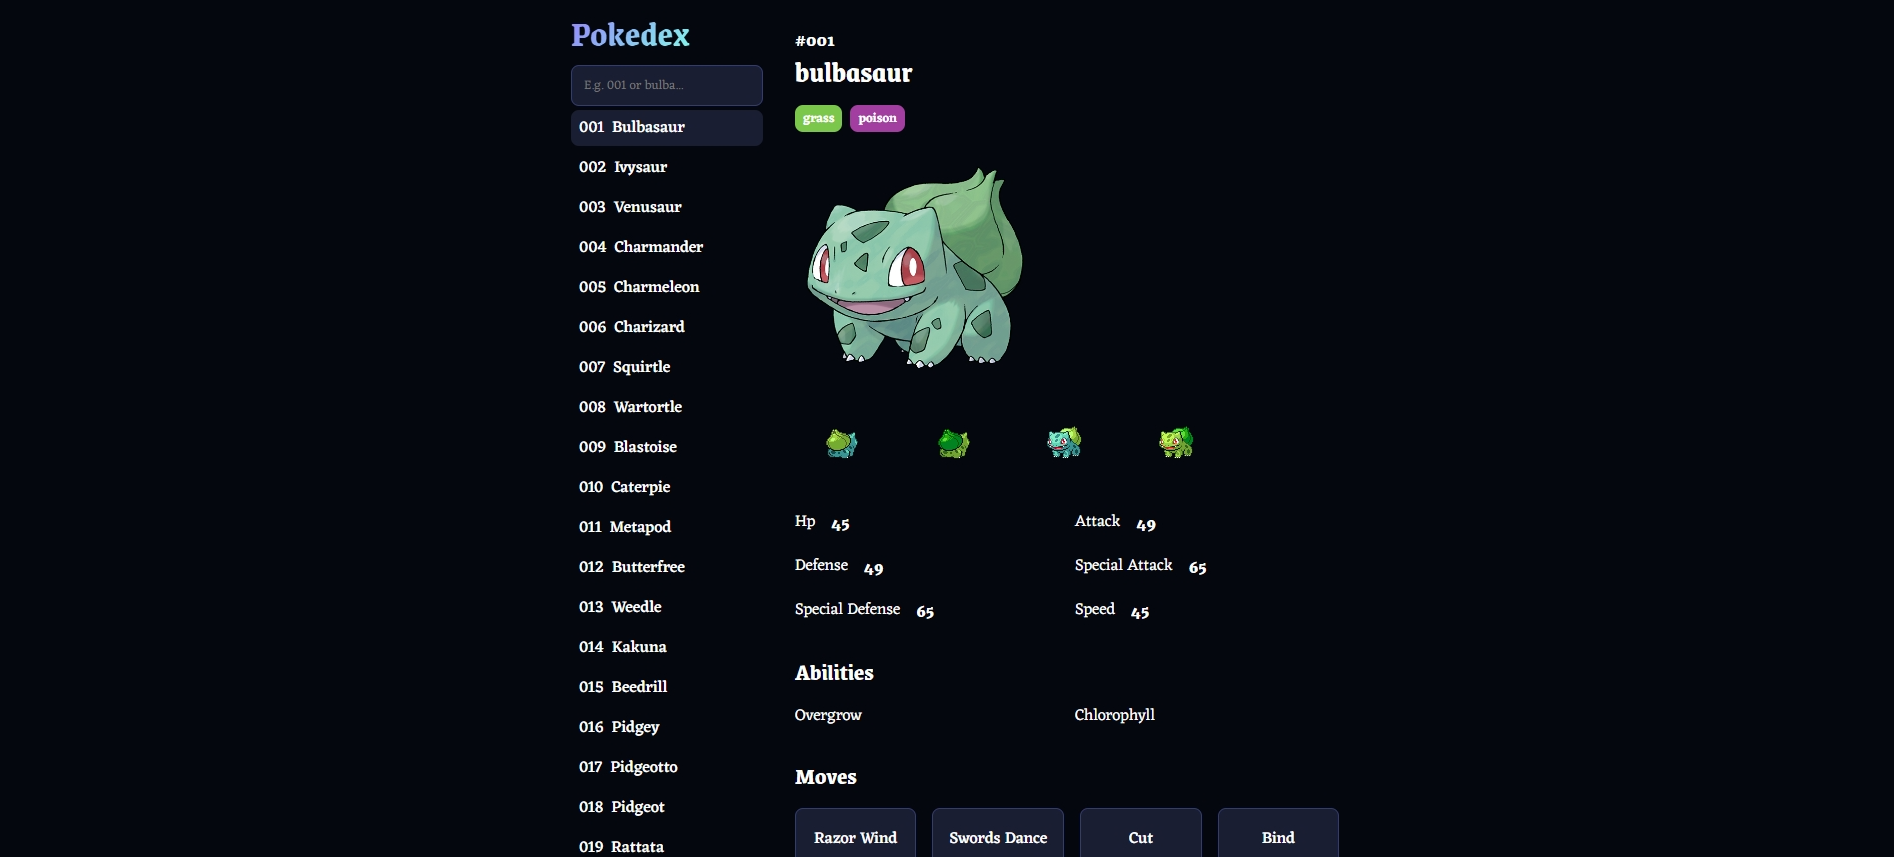 Pokedex
E.g. 001 or bulba...
001 Bulbasaur
002 Ivysaur
003 Venusaur
004 Charmander
005 Charmeleon
006 Charizard
007 Squirtle
008 Wartortle
009 Blastoise
010 Caterpie
011 Metapod
012 Butterfree
013 Weedle
014 Kakuna
015 Beedrill
016 Pidgey
017 Pidgeotto
018 Pidgeot
019 Rattata
#001
bulbasaur
grass poison
Hp 45 Attack 49
Defense 49 Special Attack 65
Special Defense 65 Speed 45
Abilities
Overgrow Chlorophyll
Moves
Razor Wind Swords Dance Cut Bind